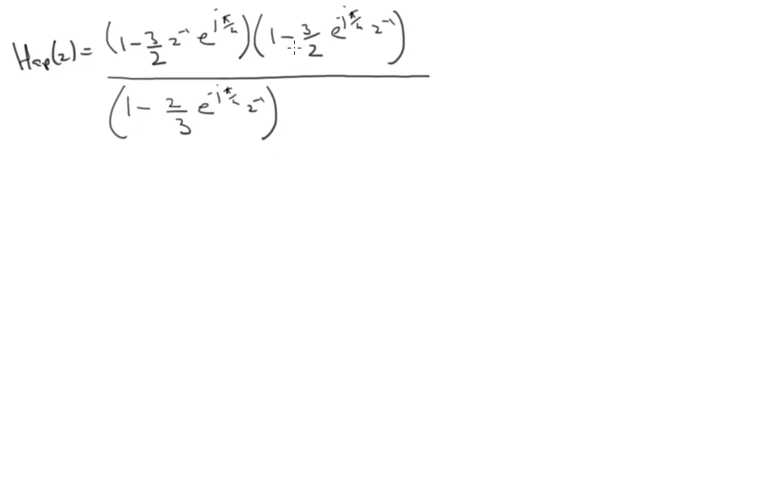 Hap(z) = (1 - 3/2 z⁻¹ e^{jπ/4})(1 - 3/2 e^{-jπ/4} z⁻¹)
(1 - 2/3 e^{-jπ/4} z⁻¹)